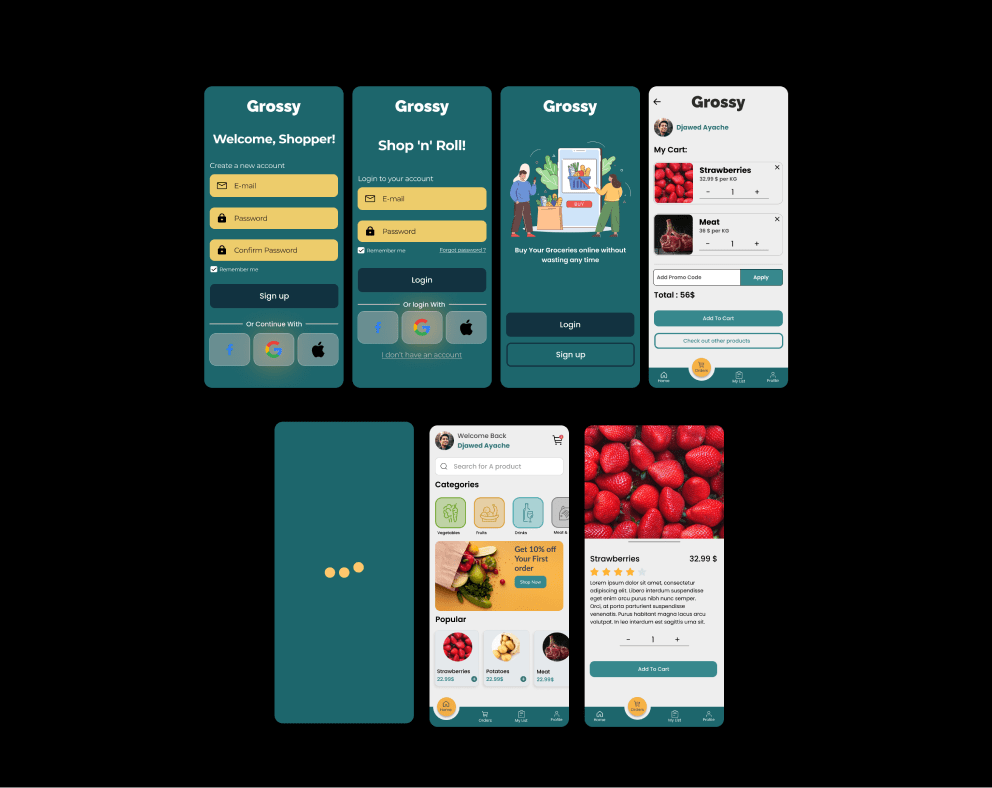 Grossy
Welcome, Shopper!
Create a new account
E-mail
Password
Confirm Password
Remember me
Sign up
Or Continue With
Grossy
Shop 'n' Roll!
Login to your account
E-mail
Password
Remember me
Forgot password ?
Login
Or login With
I don't have an account
Grossy
BUY
Buy Your Groceries online without
wasting any time
Login
Sign up
Grossy
Djawed Ayache
My Cart:
Strawberries
32.99 $ per KG
- 1 +
Meat
38 $ per KG
- 1 +
Add Promo Code
Apply
Total : 56$
Add To Cart
Check out other products
Home
Orders
My List
Profile
Welcome Back
Djawed Ayache
Search for A product
Categories
Vegetables
Fruits
Drinks
Meat &
Get 10% off
Your First
order
Shop Now
Popular
Strawberries
22.99$
Potatoes
22.99$
Meat
22.99$
Home
Orders
My List
Profile
Strawberries
32.99 $
Lorem ipsum dolor sit amet, consectetur
adipiscing elit. Libero interdum suspendisse
eget enim arcu purus nibh nunc semper.
Orci, at porta parturient suspendisse
venenatis. Purus habitant magna lacus arcu
volutpat. In leo interdum est sagittis urna sit.
- 1 +
Add To Cart
Home
Orders
My List
Profile